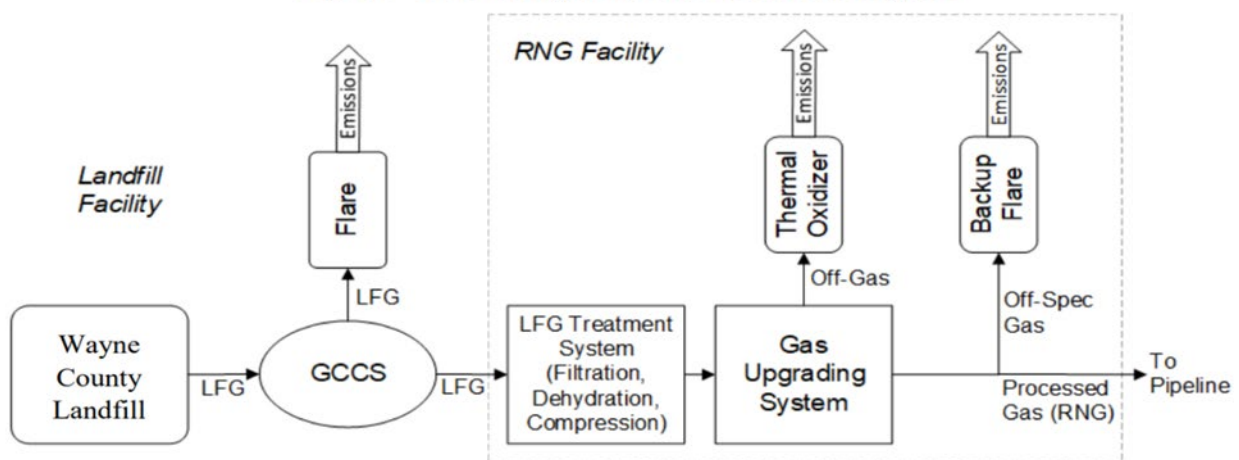 RNG Facility
Emissions
Emissions
Emissions
Landfill
Facility
Flare
Thermal
Oxidizer
Backup
Flare
LFG
Off-Gas
Off-Spec
Gas
Wayne
County
Landfill
LFG
GCCS
LFG
LFG Treatment
System
(Filtration,
Dehydration,
Compression)
Gas
Upgrading
System
Processed
Gas (RNG)
To
Pipeline